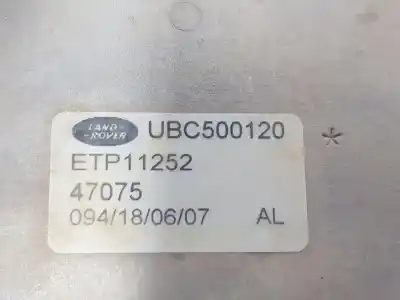 LAND
ROVER
UBC500120 *
ETP11252
47075
094/18/06/07 AL